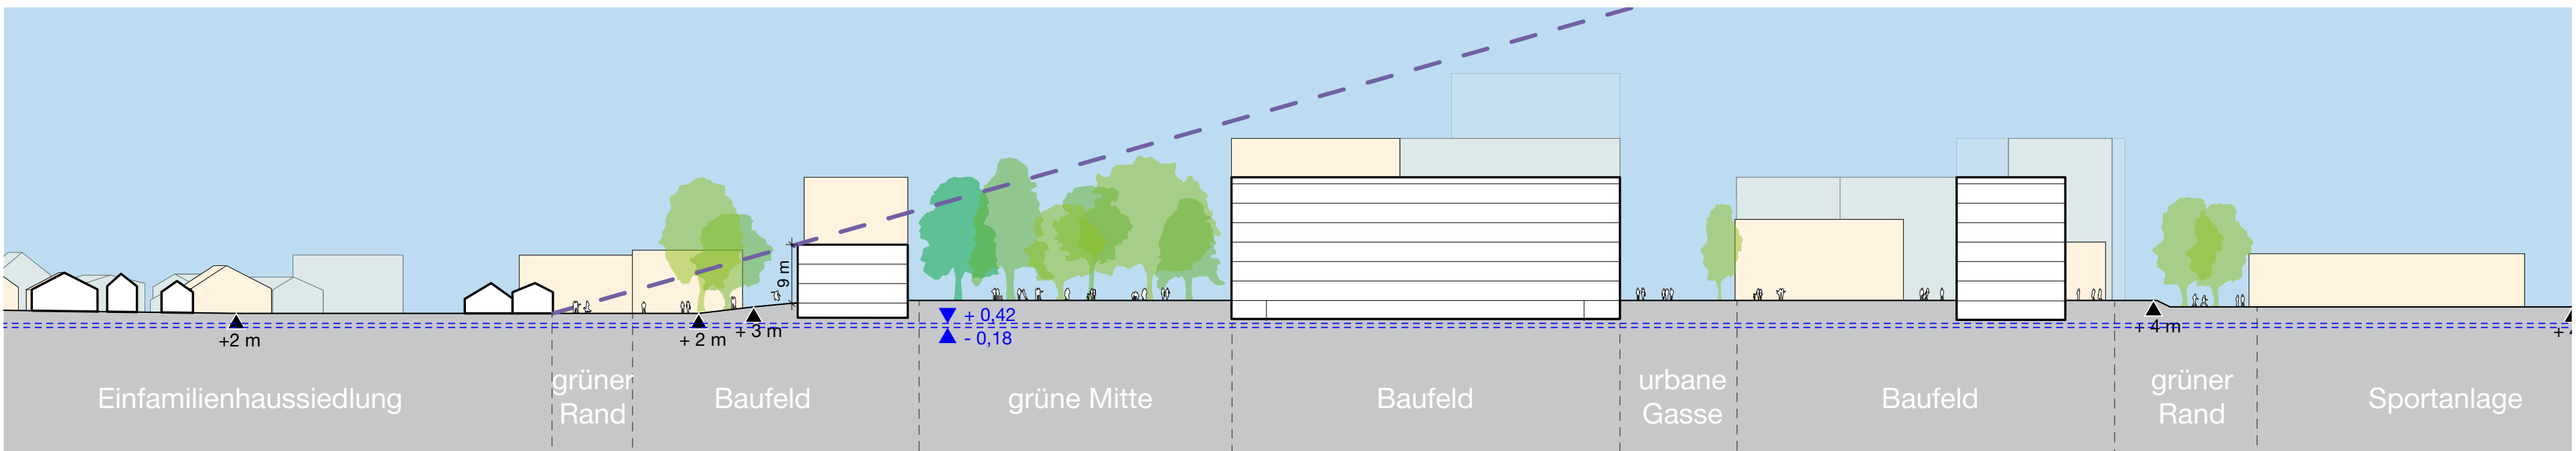 9 m
+2 m
+ 2 m
+ 3 m
+ 0,42
- 0,18
+ 4 m
+
Einfamilienhaussiedlung
grüner
Rand
Baufeld
grüne Mitte
Baufeld
urbane
Gasse
Baufeld
grüner
Rand
Sportanlage